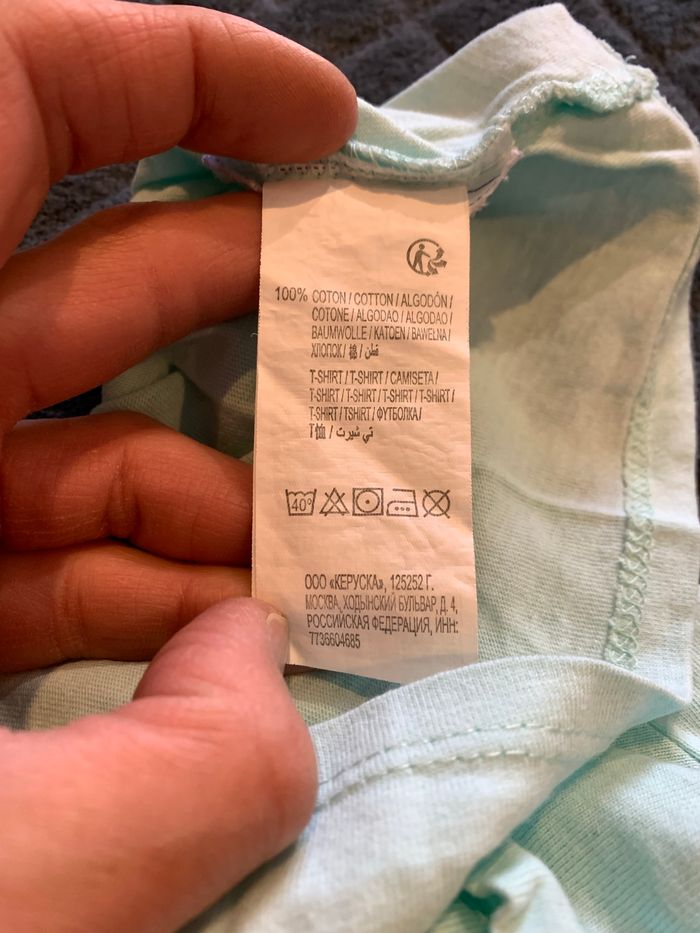 100% COTON / COTTON / ALGODÓN /
COTONE / ALGODAO / ALGODAO /
BAUMWOLLE / KATOEN / BAWEŁNA /
ХЛОПОК / 棉 / قطن
T-SHIRT / T-SHIRT / CAMISETA /
T-SHIRT / T-SHIRT / T-SHIRT / T-SHIRT /
T-SHIRT / TSHIRT / ФУТБОЛКА /
T恤 / تي شيرت
40°
ООО «КЕРУСКА», 125252 Г.
МОСКВА, ХОДЫНСКИЙ БУЛЬВАР, Д. 4,
РОССИЙСКАЯ ФЕДЕРАЦИЯ, ИНН:
7736604685